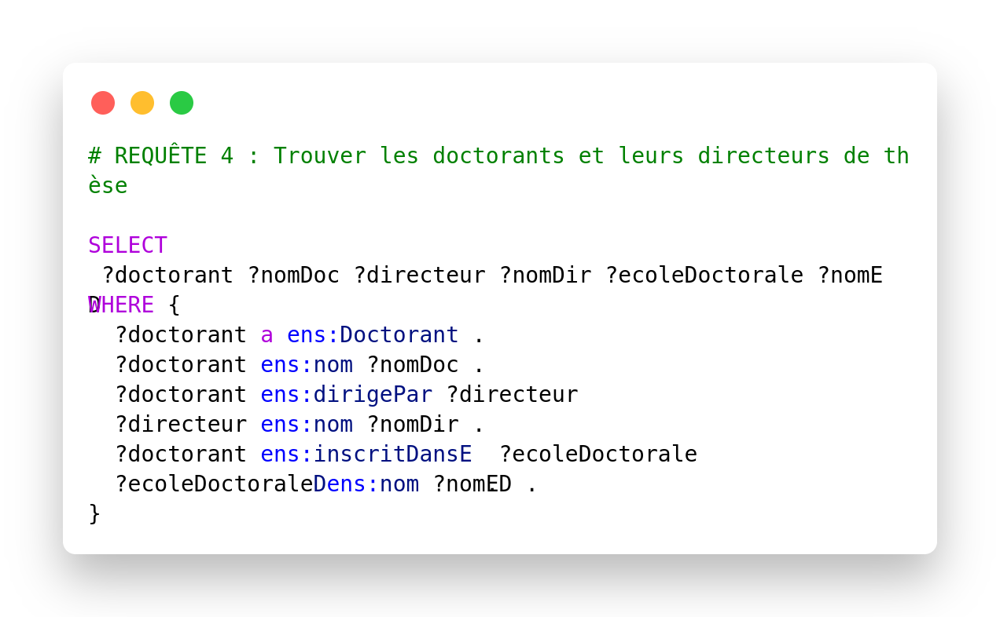 # REQUÊTE 4 : Trouver les doctorants et leurs directeurs de th
èse
SELECT
?doctorant ?nomDoc ?directeur ?nomDir ?ecoleDoctorale ?nomE
D
WHERE {
?doctorant a ens:Doctorant .
?doctorant ens:nom ?nomDoc .
?doctorant ens:dirigePar ?directeur
?directeur ens:nom ?nomDir .
?doctorant ens:inscritDansE ?ecoleDoctorale
?ecoleDoctoraleDens:nom ?nomED .
}